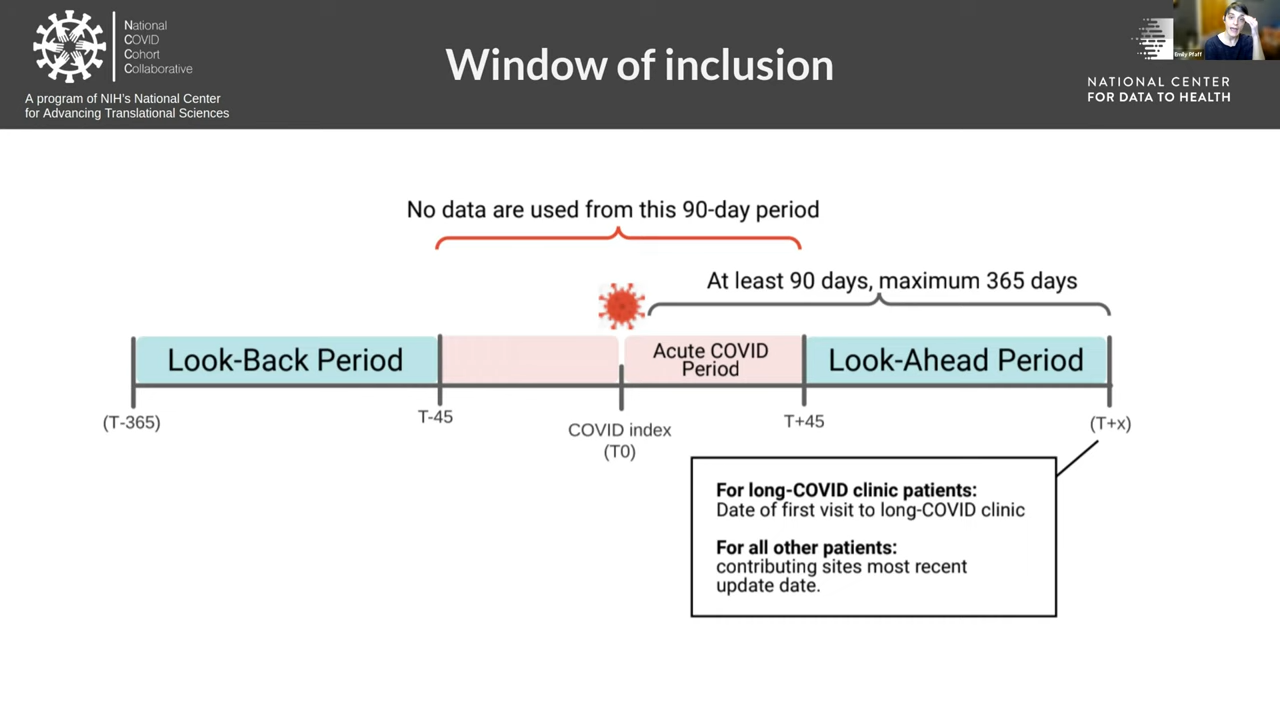 National
COVID
Cohort
Collaborative
A program of NIH's National Center
for Advancing Translational Sciences
Window of inclusion
Emily Pfaff
NATIONAL CENTER
FOR DATA TO HEALTH
No data are used from this 90-day period
At least 90 days, maximum 365 days
Look-Back Period
Acute COVID
Period
Look-Ahead Period
(T-365)
T-45
COVID index
(T0)
T+45
(T+x)
For long-COVID clinic patients:
Date of first visit to long-COVID clinic
For all other patients:
contributing sites most recent
update date.